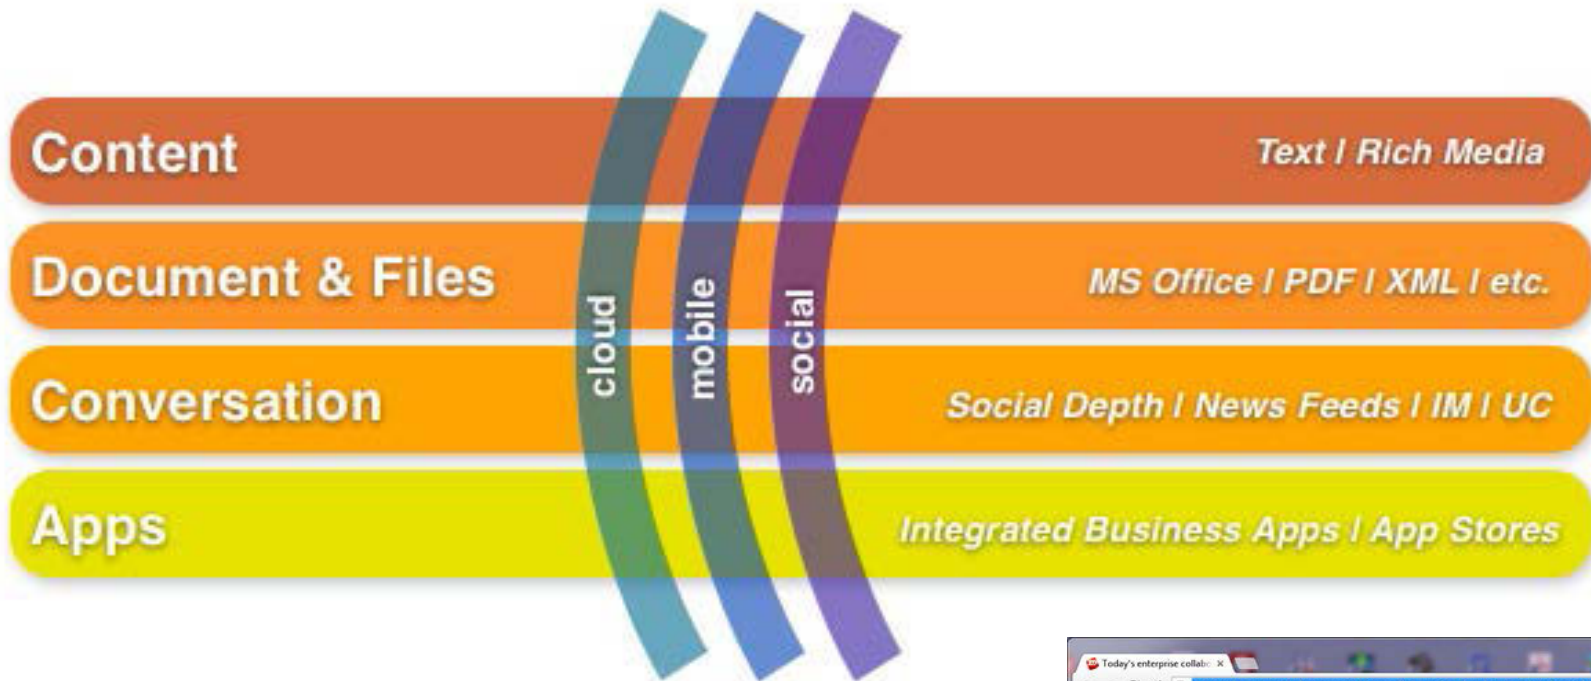 Content
Text | Rich Media
Document & Files
MS Office | PDF | XML | etc.
Conversation
Social Depth | News Feeds | IM | UC
Apps
Integrated Business Apps | App Stores
cloud
mobile
social
Today's enterprise collab